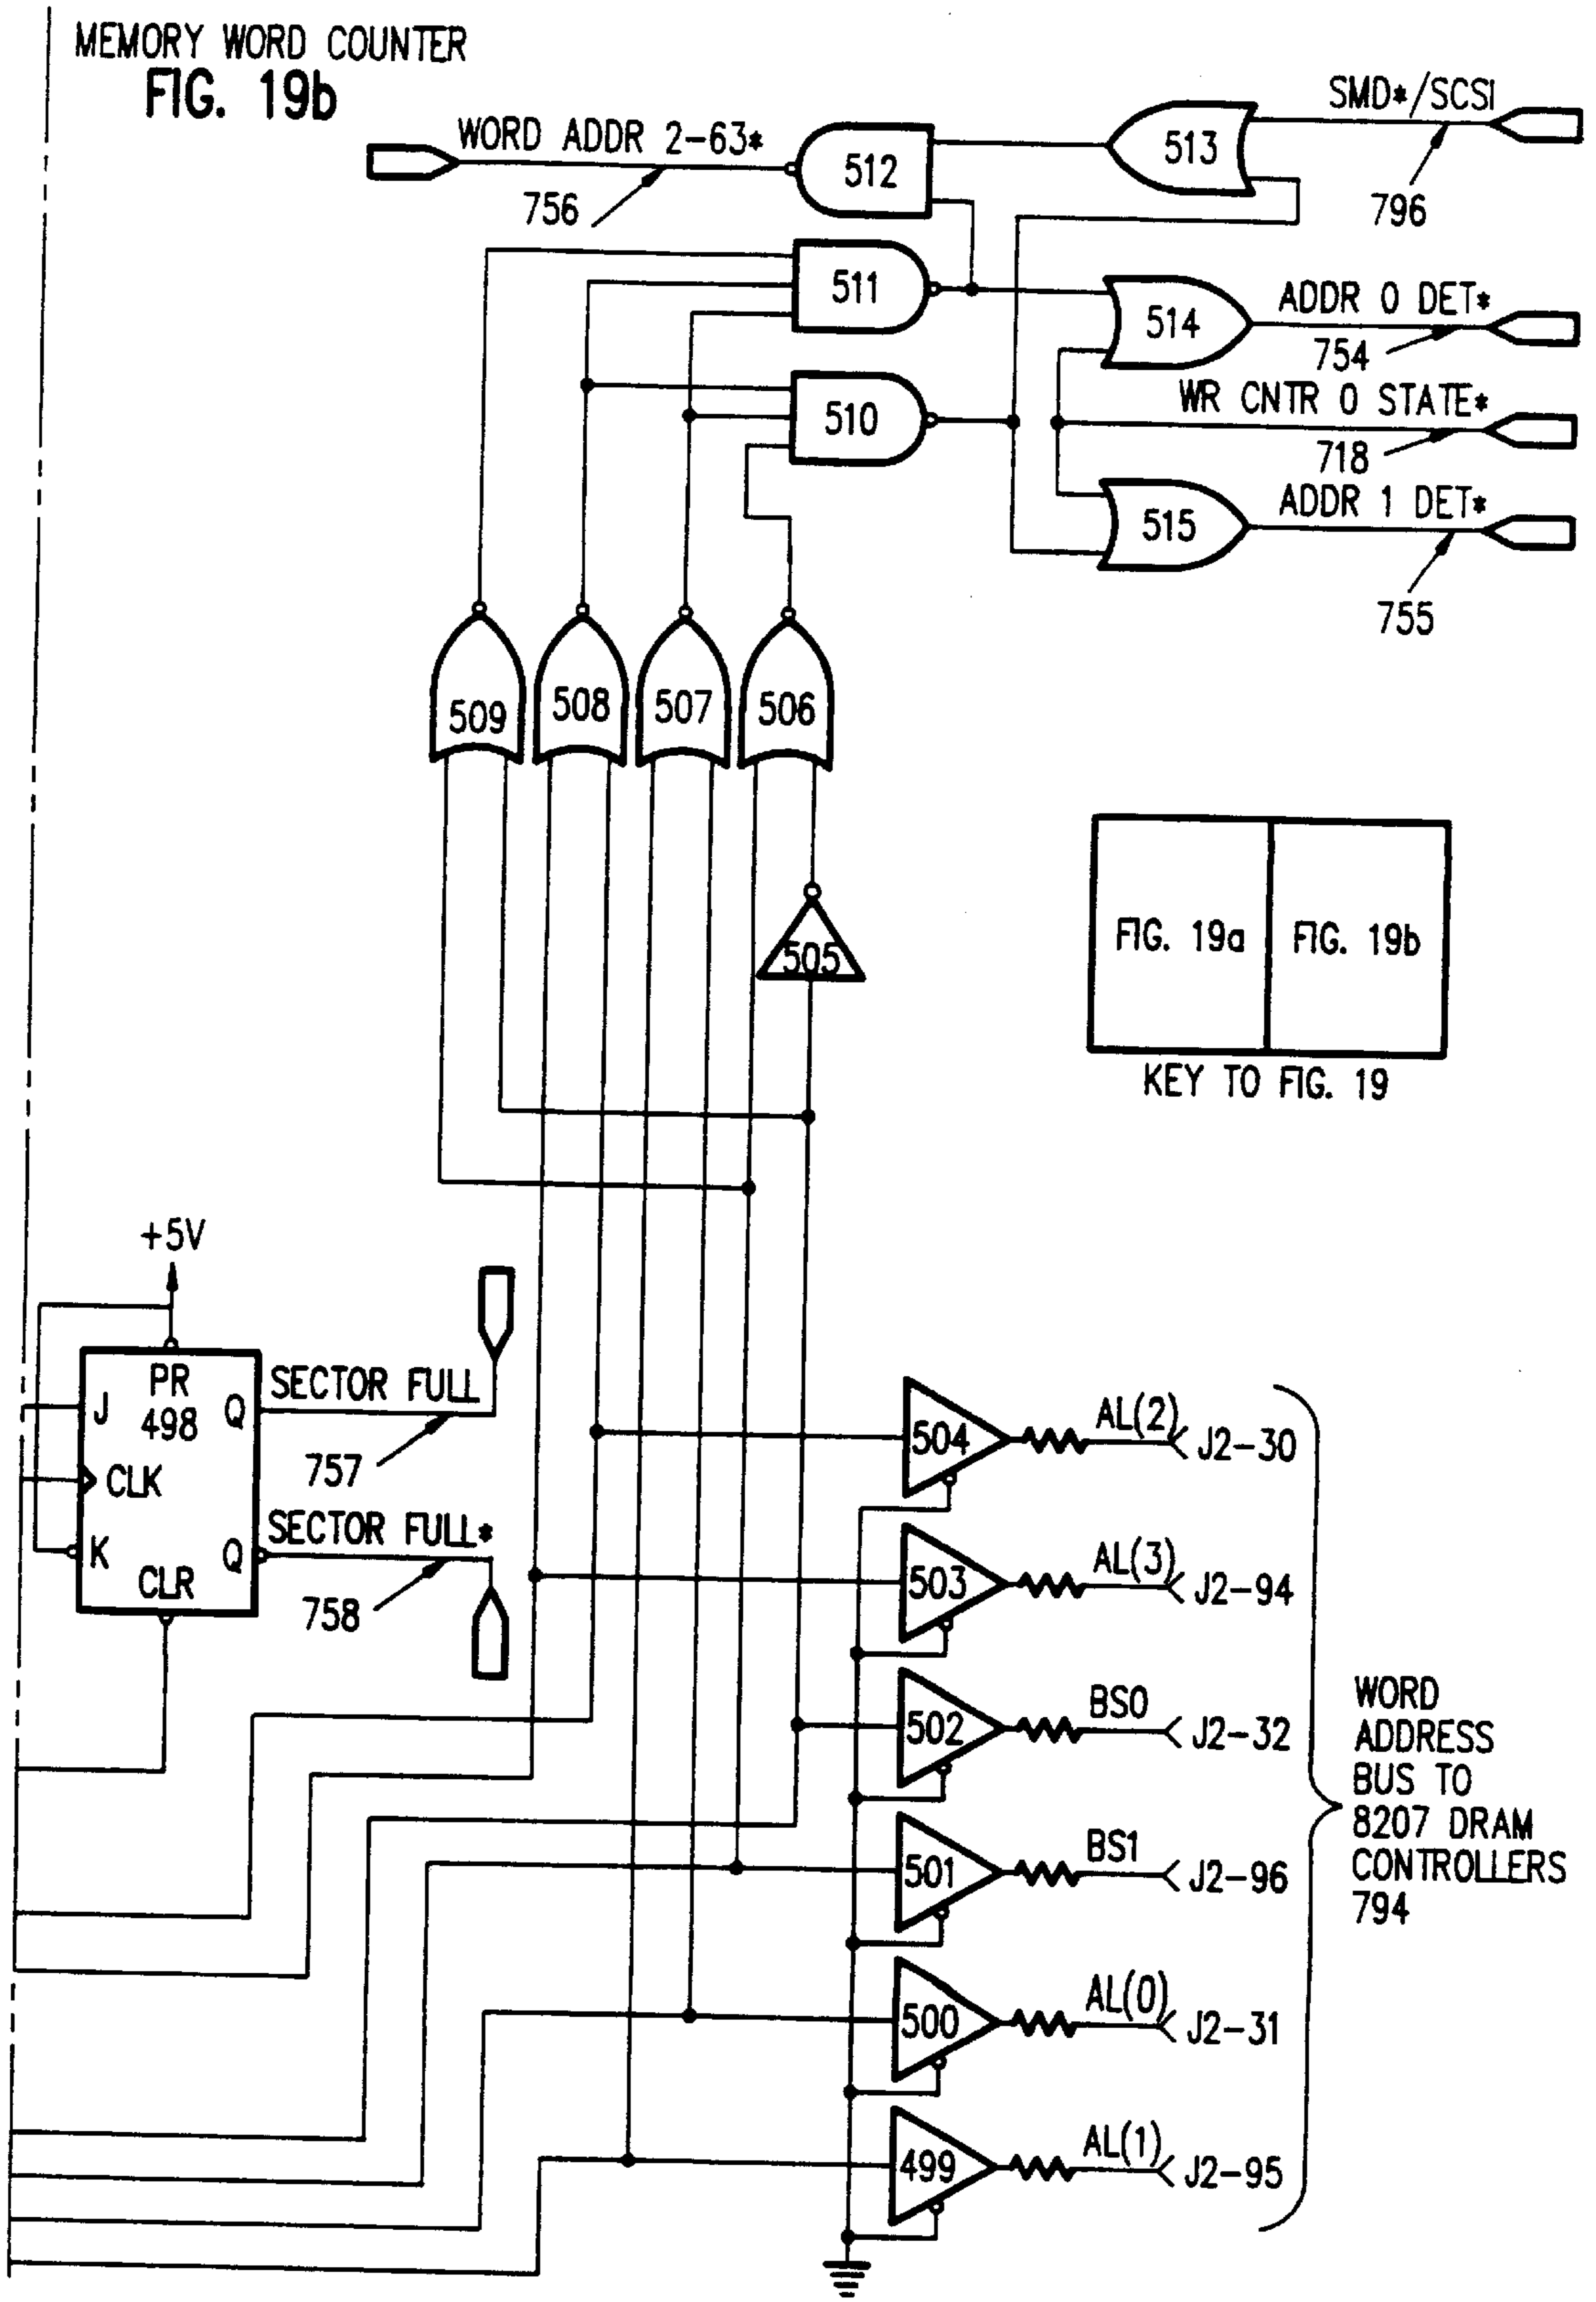 MEMORY WORD COUNTER
FIG. 19b
SMD*/SCSI
WORD ADDR 2-63*
513
512
756
796
511
ADDR 0 DET*
514
754
510
WR CNTR 0 STATE*
718
ADDR 1 DET*
515
755
509
508
507
506
505
FIG. 19a
FIG. 19b
KEY TO FIG. 19
+5V
PR
498
J
Q
CLK
K
Q
CLR
SECTOR FULL
757
SECTOR FULL*
758
504
AL(2)
J2-30
503
AL(3)
J2-94
502
BS0
J2-32
501
BS1
J2-96
500
AL(0)
J2-31
499
AL(1)
J2-95
WORD
ADDRESS
BUS TO
8207 DRAM
CONTROLLERS
794